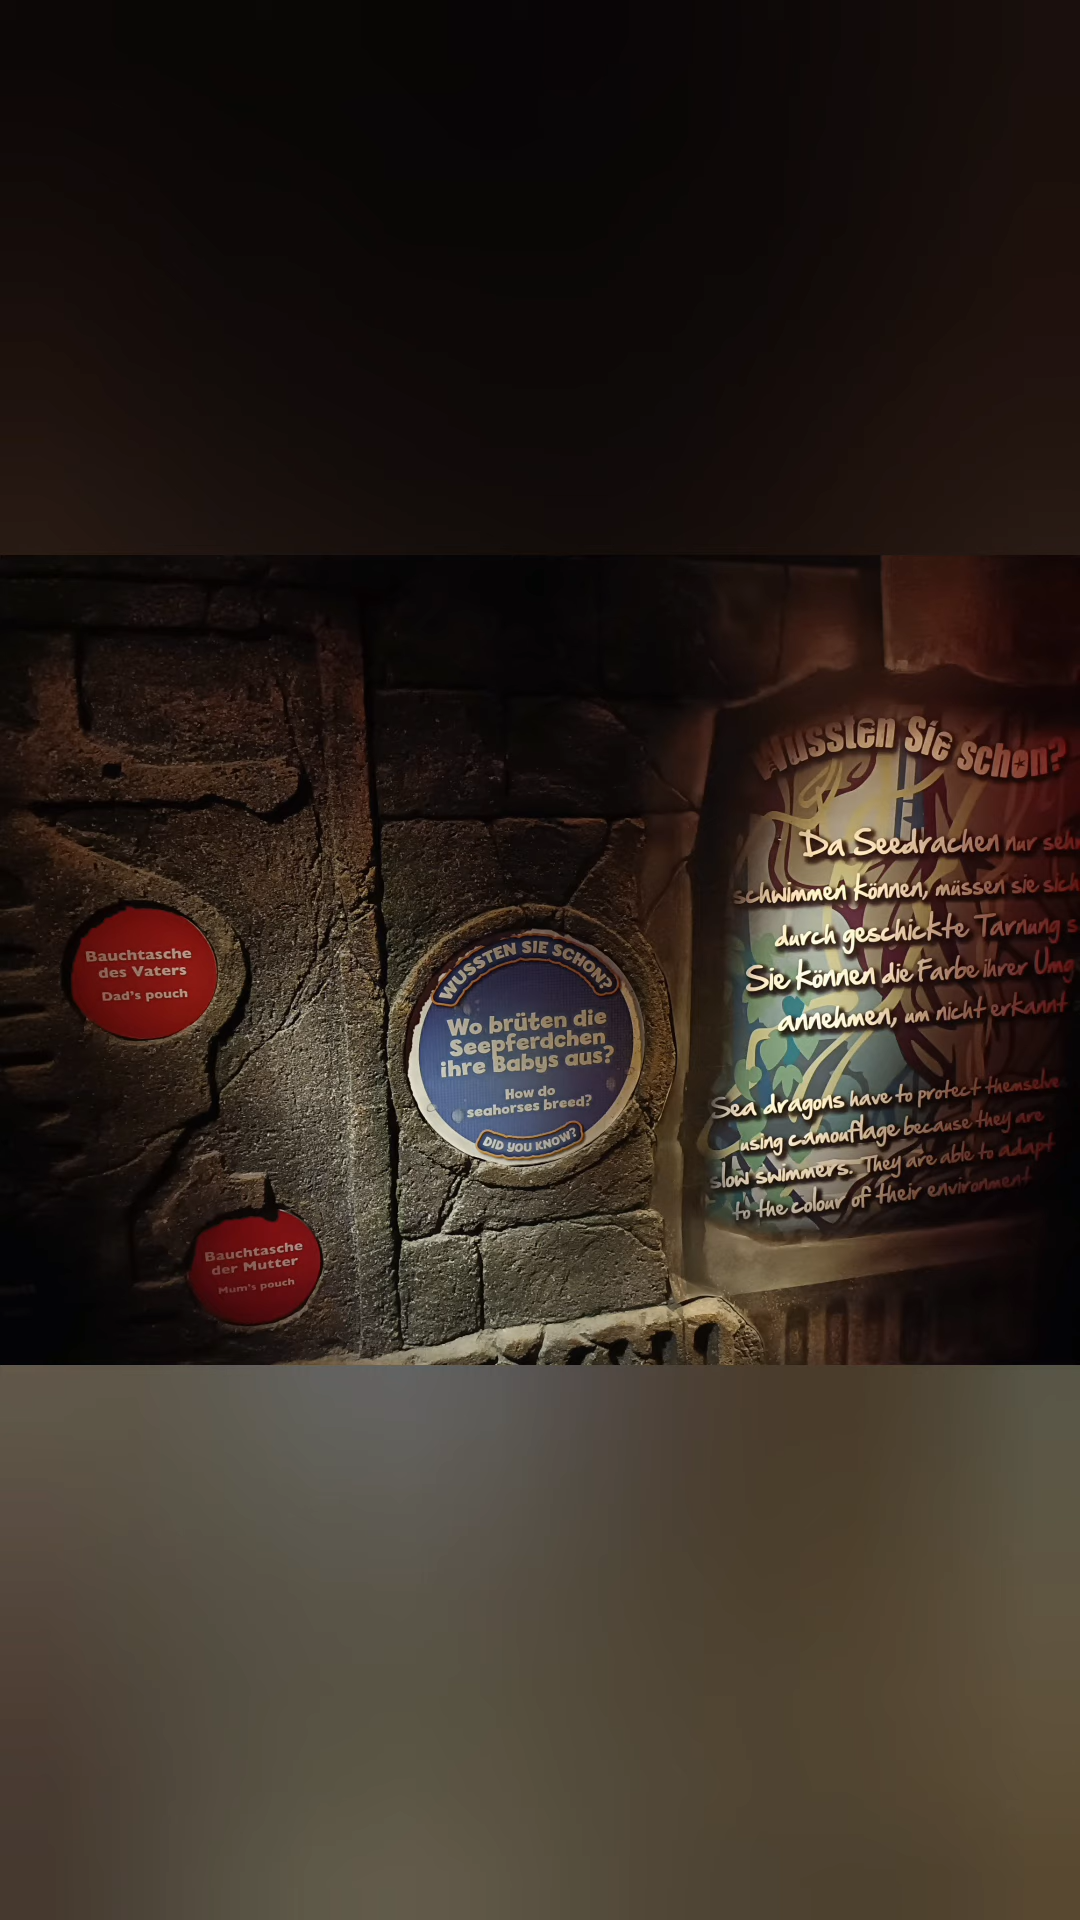 Bauchtasche
des Vaters
Dad's pouch
Bauchtasche
der Mutter
Mum's pouch
WUSSTEN SIE SCHON?
Wo brüten die
Seepferdchen
ihre Babys aus?
How do
seahorses breed?
DID YOU KNOW?
Wussten Sie schon?
Da Seedrachen nur
schwimmen können, müssen sie sich
durch geschickte Tarnung
Sie können die Farbe ihrer
annehmen, um nicht erkannt
Sea dragons have to protect
using camouflage because they are
slow swimmers. They are able to adapt
to the colour of their environment